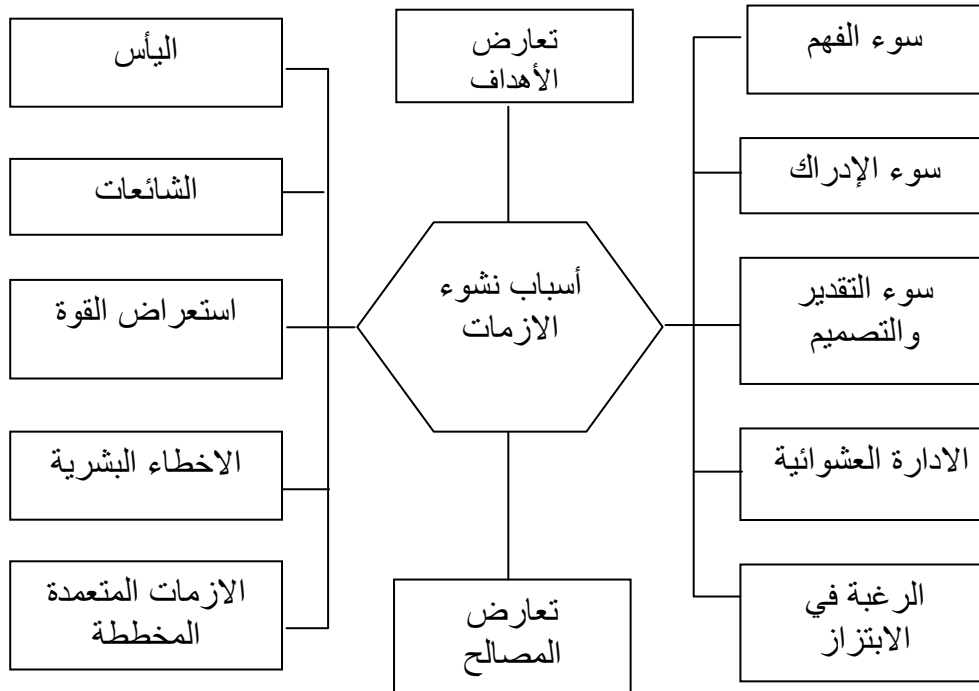 سوء الفهم
سوء الإدراك
سوء التقدير
والتصميم
الادارة العشوائية
الرغبة في
الابتزاز
تعارض
الأهداف
أسباب نشوء
الازمات
تعارض
المصالح
اليأس
الشائعات
استعراض القوة
الاخطاء البشرية
الازمات المتعمدة
المخططة